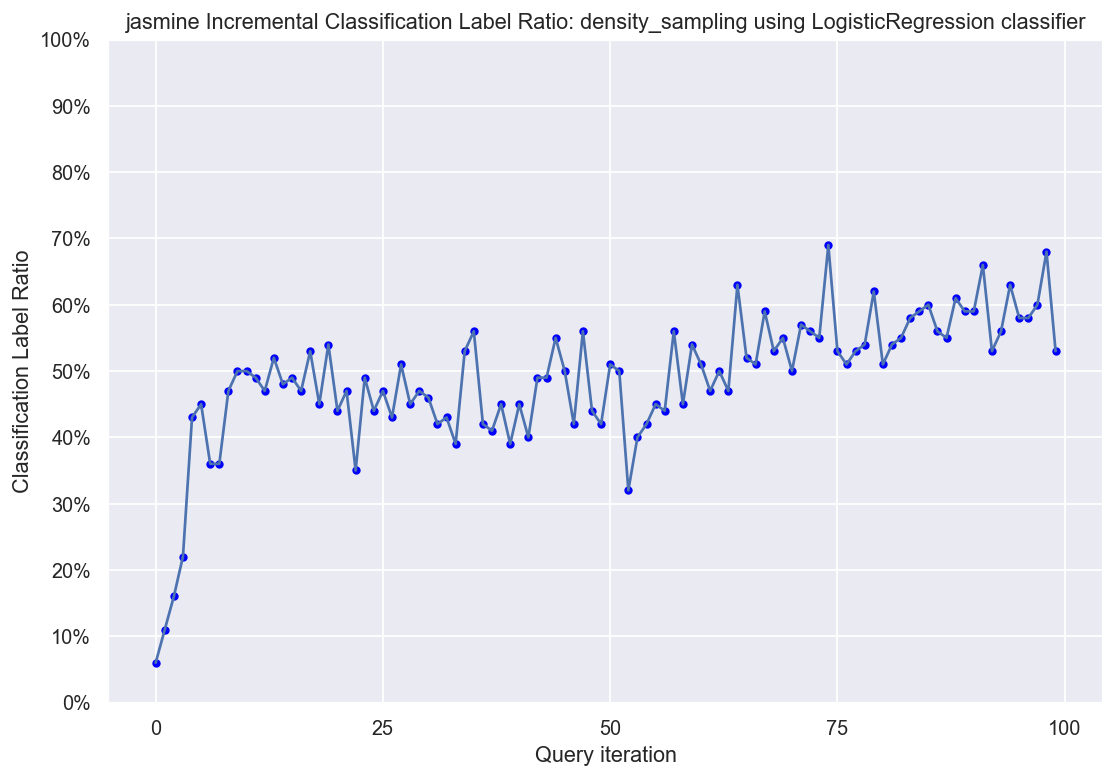 jasmine Incremental Classification Label Ratio: density_sampling using LogisticRegression classifier
100%
90%
80%
70%
60%
50%
40%
30%
20%
10%
0%
Classification Label Ratio
0 25 50 75 100
Query iteration